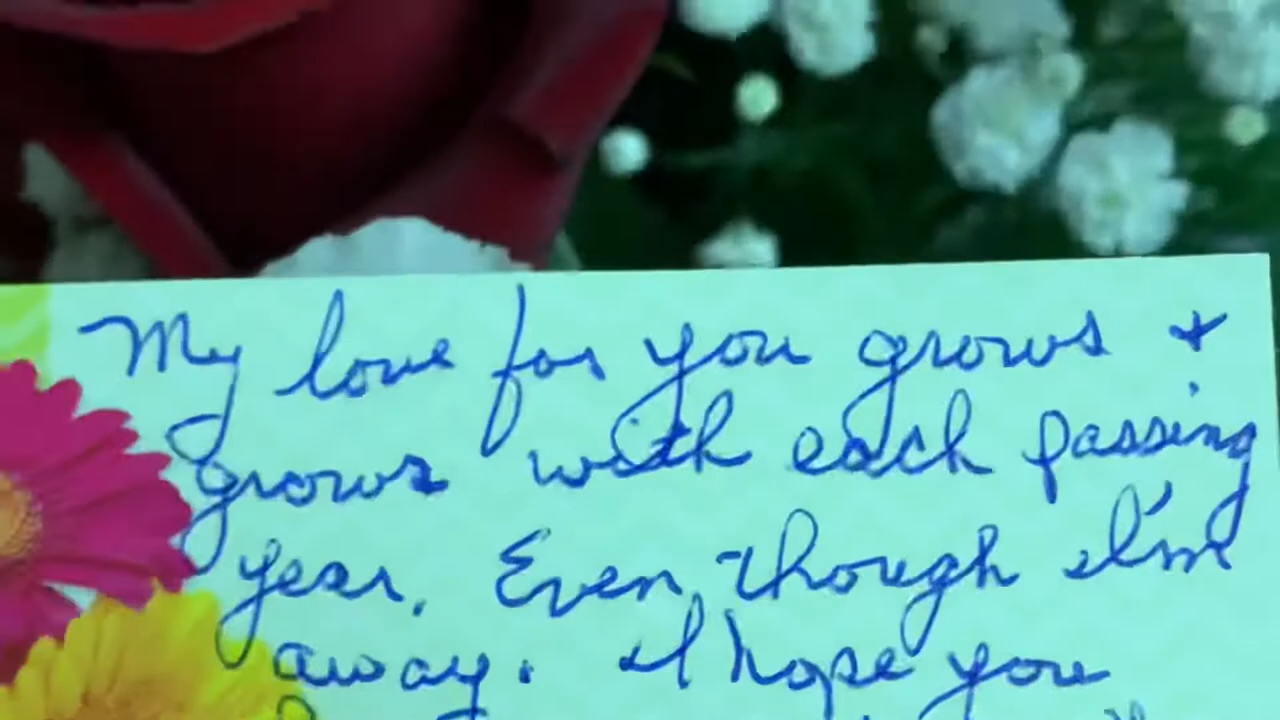 My love for you grows +
grows with each passing
year. Even though I'm
away. I hope you